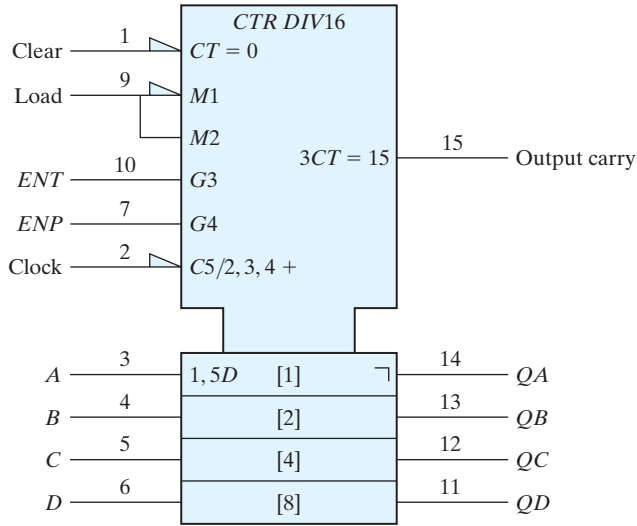 CTR DIV16
Clear 1 CT = 0
Load 9 M1
M2
3CT = 15 15 Output carry
ENT 10 G3
ENP 7 G4
Clock 2 C5/2, 3, 4 +
A 3 1, 5D [1] ㄱ 14 QA
B 4 [2] 13 QB
C 5 [4] 12 QC
D 6 [8] 11 QD